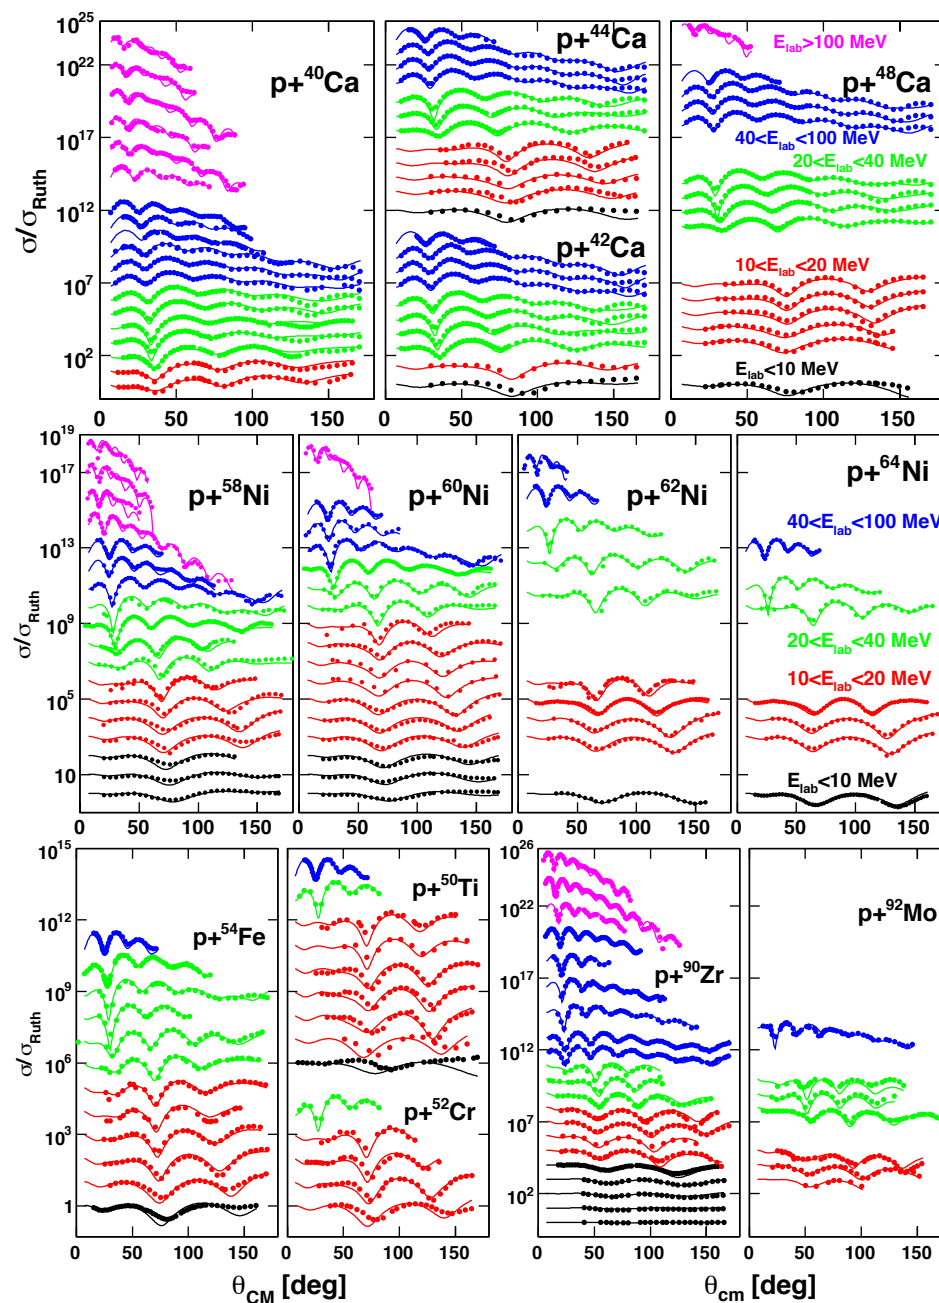 10^25
10^22
10^17
10^12
10^7
10^2
σ/σ_Ruth
p+^40Ca
p+^44Ca
p+^42Ca
p+^48Ca
E_lab>100 MeV
40<E_lab<100 MeV
20<E_lab<40 MeV
10<E_lab<20 MeV
E_lab<10 MeV
0 50 100 150
0 50 100 150
0 50 100 150
θ_CM [deg]
10^19
10^17
10^13
10^9
10^5
10
σ/σ_Ruth
p+^58Ni
p+^60Ni
p+^62Ni
p+^64Ni
40<E_lab<100 MeV
20<E_lab<40 MeV
10<E_lab<20 MeV
E_lab<10 MeV
0 50 100 150
0 50 100 150
0 50 100 150
0 50 100 150
10^15
10^12
10^9
10^6
10^3
1
σ/σ_Ruth
p+^54Fe
p+^50Ti
p+^52Cr
10^26
10^22
10^17
10^12
10^7
10^2
p+^90Zr
p+^92Mo
0 50 100 150
0 50 100 150
0 50 100 150
0 50 100 150
θ_CM [deg]
θ_cm [deg]